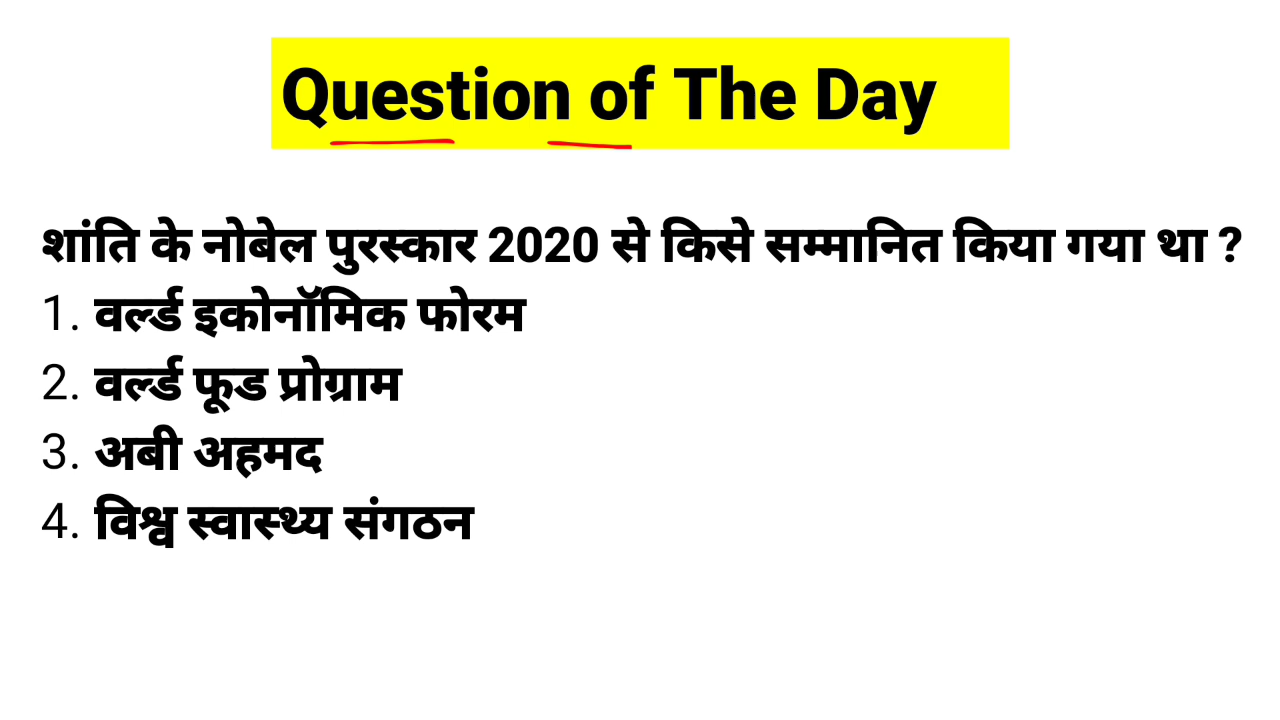 Question of The Day
शांति के नोबेल पुरस्कार 2020 से किसे सम्मानित किया गया था ?
1. वर्ल्ड इकोनॉमिक फोरम
2. वर्ल्ड फूड प्रोग्राम
3. अबी अहमद
4. विश्व स्वास्थ्य संगठन